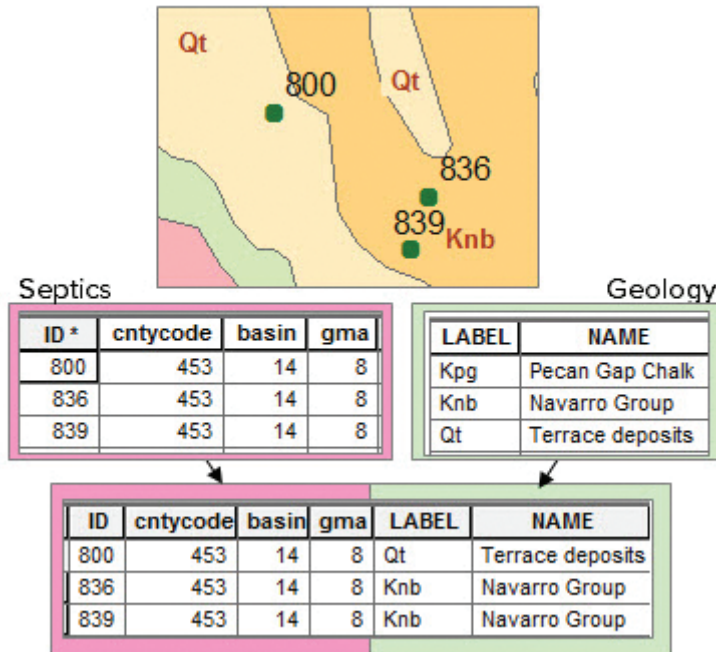 Qt
800
Qt
836
839
Knb
Septics
Geology
ID * cntycode basin gma
800 453 14 8
836 453 14 8
839 453 14 8
LABEL NAME
Kpg Pecan Gap Chalk
Knb Navarro Group
Qt Terrace deposits
ID cntycode basin gma LABEL NAME
800 453 14 8 Qt Terrace deposits
836 453 14 8 Knb Navarro Group
839 453 14 8 Knb Navarro Group